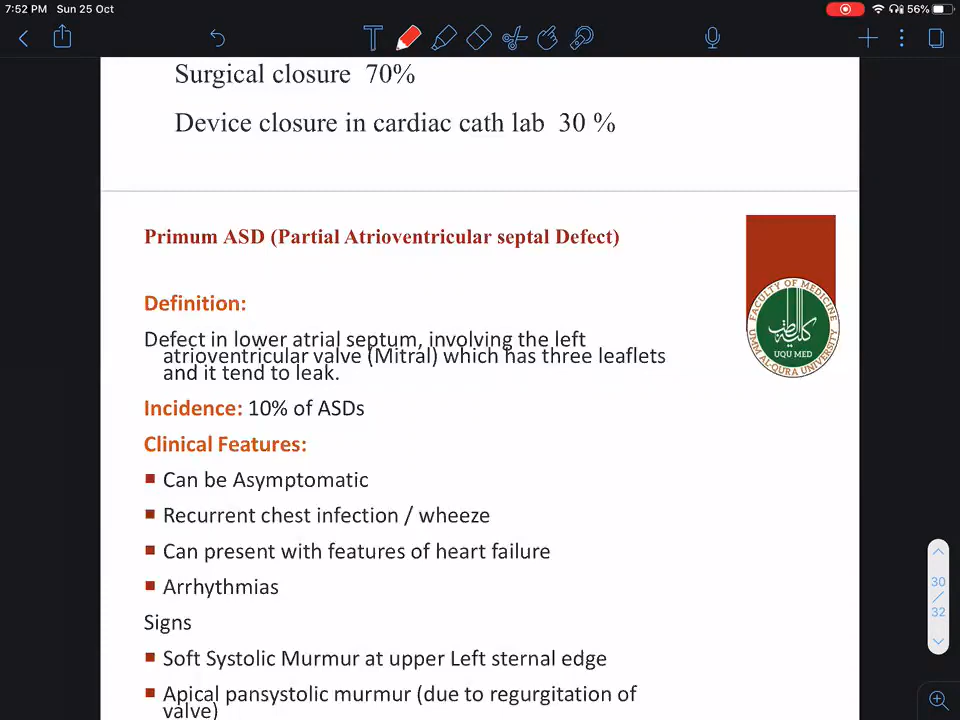 7:52 PM Sun 25 Oct
56%
T
Surgical closure 70%
Device closure in cardiac cath lab 30 %
Primum ASD (Partial Atrioventricular septal Defect)
FACULTY OF MEDICINE
كلية الطب
UQU MED
UMM AL-QURA UNIVERSITY
Definition:
Defect in lower atrial septum, involving the left
atrioventricular valve (Mitral) which has three leaflets
and it tend to leak.
Incidence: 10% of ASDs
Clinical Features:
Can be Asymptomatic
Recurrent chest infection / wheeze
Can present with features of heart failure
Arrhythmias
Signs
Soft Systolic Murmur at upper Left sternal edge
Apical pansystolic murmur (due to regurgitation of
valve)
30
/
32